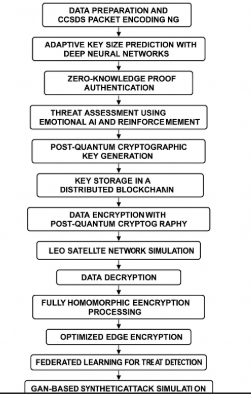 DATA PREPARATION AND
CCSDS PACKET ENCODING NG
ADAPTIVE KEY SIZE PREDICTION WITH
DEEP NEURAL NETWORKS
ZERO-KNOWLEDGE PROOF
AUTHENTICATION
THREAT ASSESSMENT USING
EMOTIONAL AI AND REINFORCEMEMENT
POST-QUANTUM CRYPTOGRAPHIC
KEY GENERATION
KEY STORAGE IN A
DISTRIBUTED BLOCKCHANN
DATA ENCRYPTION WITH
POST-QUANTUM CRYPTOG RAPHY
LEO SATELLTE NETWORK SIMULATION
DATA DECRYPTION
FULLY HOMOMORPHIC EENCRYPTION
PROCESSING
OPTIMIZED EDGE ENCRYPTION
FEDERATED LEARNING FOR TREAT DETECTION
GAN-BASED SYNTHETICATTACK SIMULATI ON